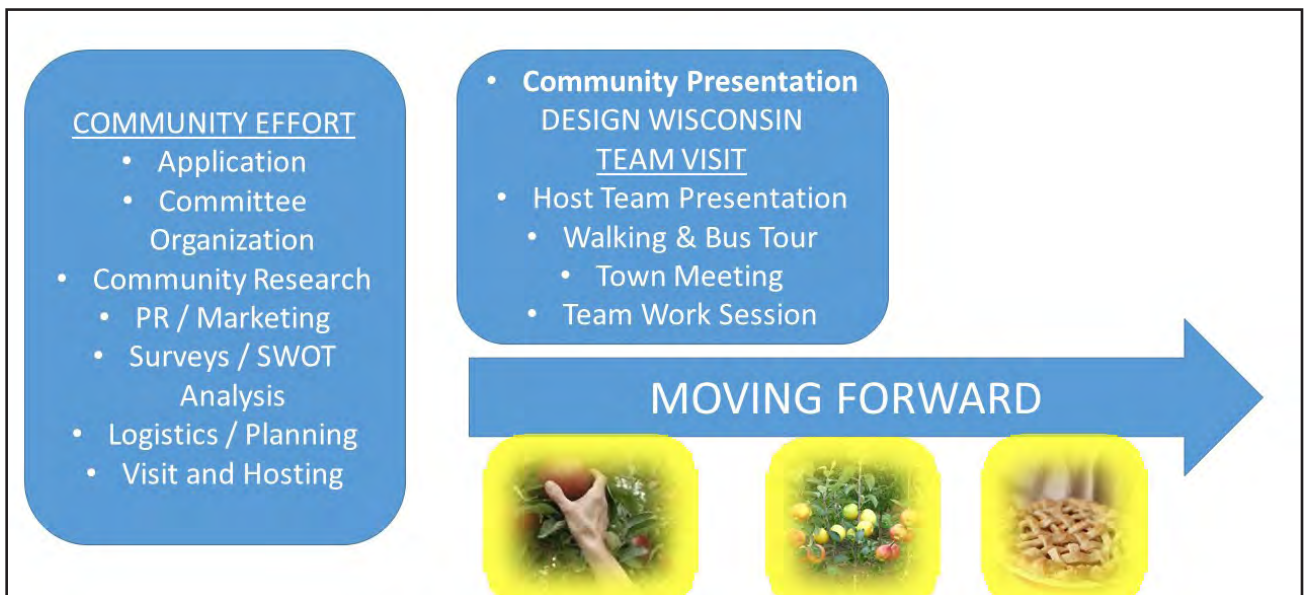 COMMUNITY EFFORT
• Application
• Committee
Organization
• Community Research
• PR / Marketing
• Surveys / SWOT
Analysis
• Logistics / Planning
• Visit and Hosting
• Community Presentation
DESIGN WISCONSIN
TEAM VISIT
• Host Team Presentation
• Walking & Bus Tour
• Town Meeting
• Team Work Session
MOVING FORWARD